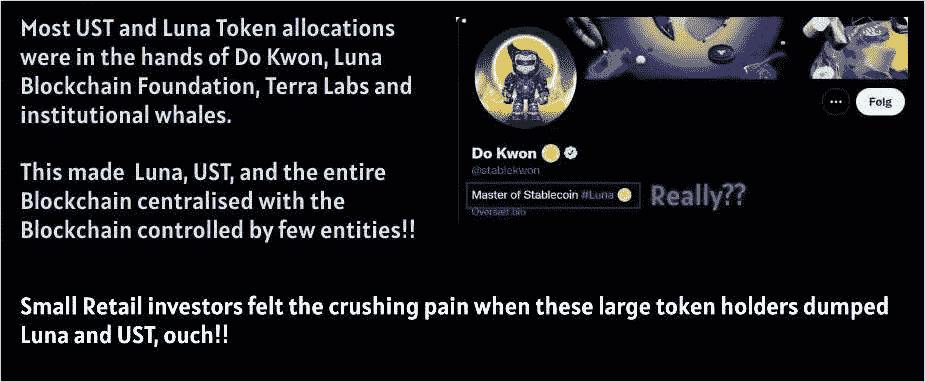 Most UST and Luna Token allocations
were in the hands of Do Kwon, Luna
Blockchain Foundation, Terra Labs and
institutional whales.
This made Luna, UST, and the entire
Blockchain centralised with the
Blockchain controlled by few entities!!
Følg
Do Kwon
@stablekwon
Master of Stablecoin #Luna
Oversæt bio
Really??
Small Retail investors felt the crushing pain when these large token holders dumped
Luna and UST, ouch!!